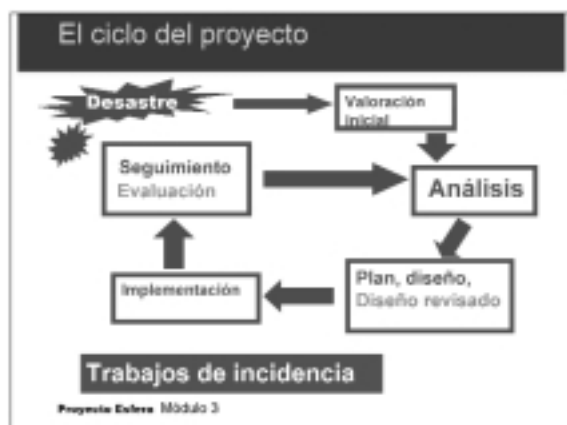 El ciclo del proyecto
Desastre
Valoración
inicial
Seguimiento
Evaluación
Análisis
Implementación
Plan, diseño,
Diseño revisado
Trabajos de incidencia
Proyecto Esfera Módulo 3